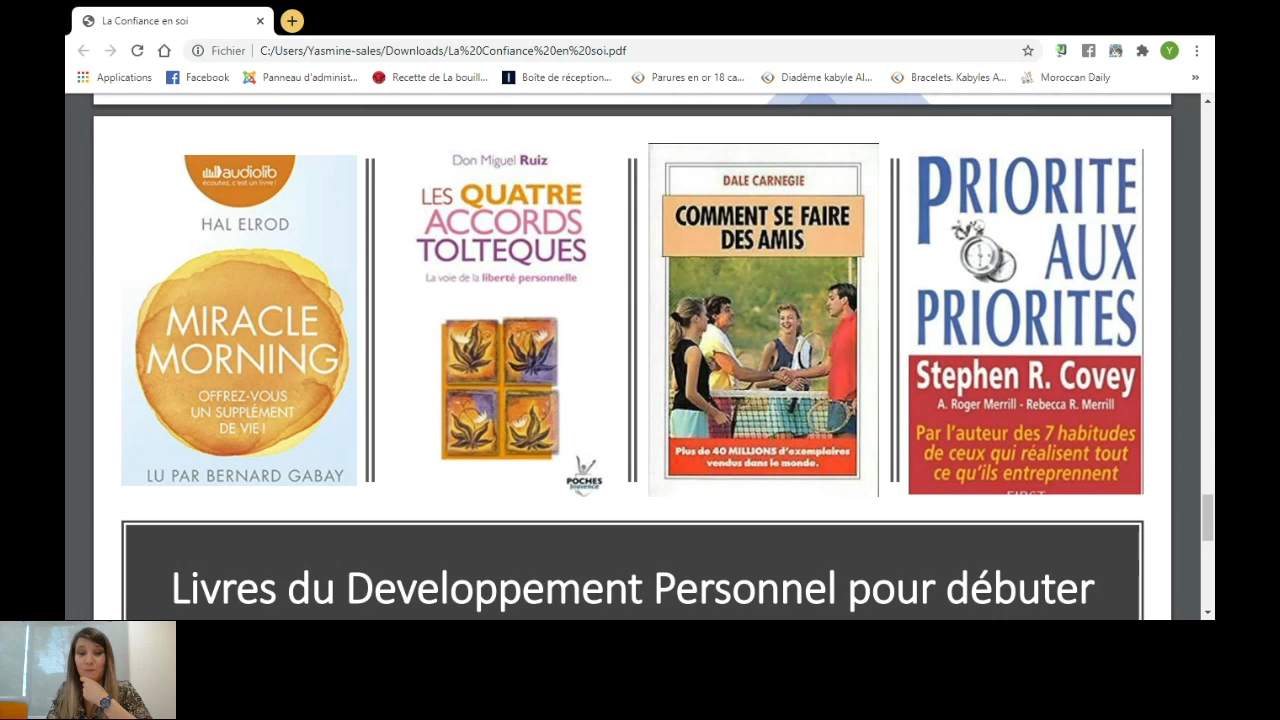 La Confiance en soi
Fichier
C:/Users/Yasmine-sales/Downloads/La%20Confiance%20en%20soi.pdf
Y
Applications
Facebook
Panneau d'administ...
Recette de La bouill...
Boîte de réception...
Parures en or 18 ca...
Diadème kabyle Al...
Bracelets. Kabyles A...
Moroccan Daily
audiolib
écoutez, c'est un livre !
HAL ELROD
MIRACLE
MORNING
OFFREZ-VOUS
UN SUPPLÉMENT
DE VIE !
LU PAR BERNARD GABAY
Don Miguel Ruiz
LES QUATRE
ACCORDS
TOLTEQUES
La voie de la liberté personnelle
POCHES
Jouvence
DALE CARNEGIE
COMMENT SE FAIRE
DES AMIS
Plus de 40 MILLIONS d'exemplaires
vendus dans le monde.
PRIORITE
AUX
PRIORITES
Stephen R. Covey
A. Roger Merrill - Rebecca R. Merrill
Par l'auteur des 7 habitudes
de ceux qui réalisent tout
ce qu'ils entreprennent
FIRST
Livres du Developpement Personnel pour débuter